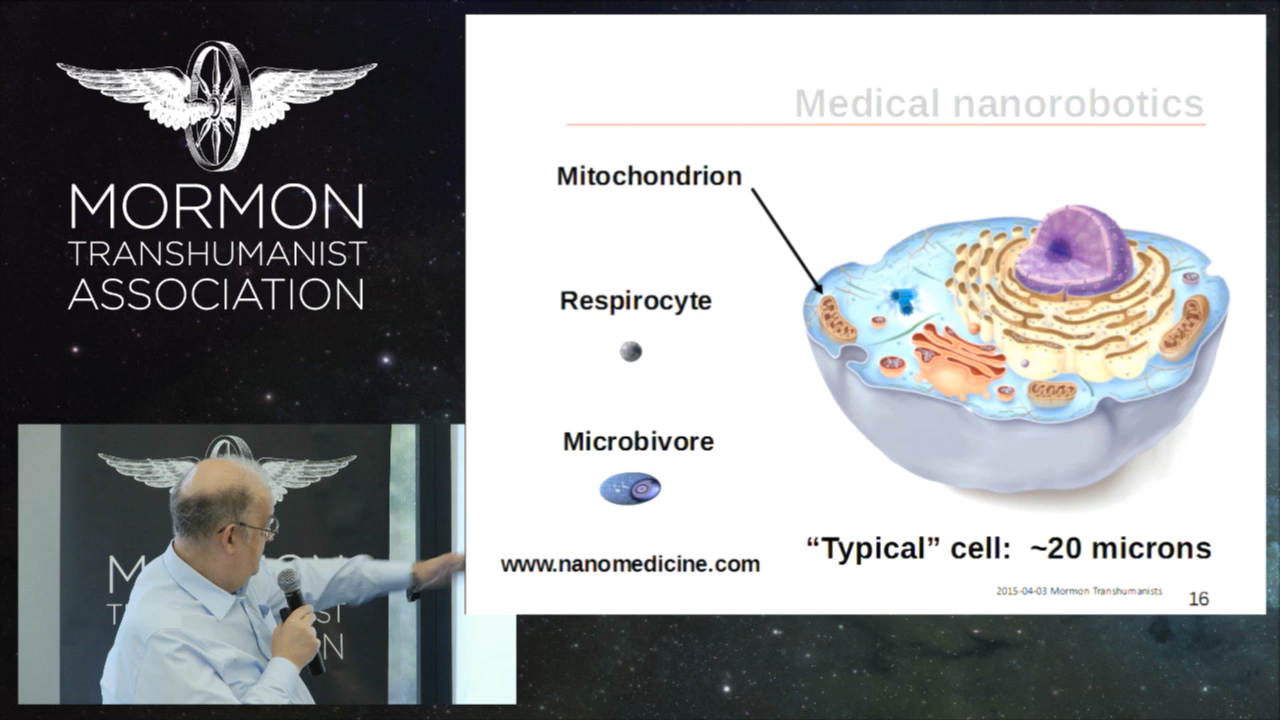 MORMON
TRANSHUMANIST
ASSOCIATION
Medical nanorobotics
Mitochondrion
Respirocyte
Microbivore
www.nanomedicine.com
“Typical” cell: ~20 microns
2015-04-03 Mormon Transhumanists
16